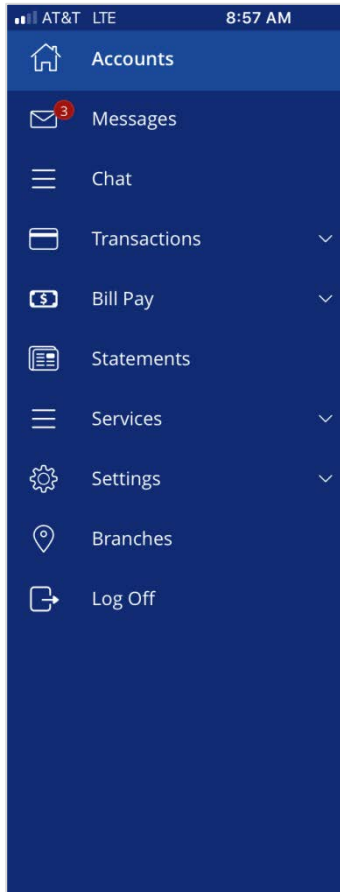 AT&T LTE 8:57 AM
Accounts
3 Messages
Chat
Transactions
$ Bill Pay
Statements
Services
Settings
Branches
Log Off